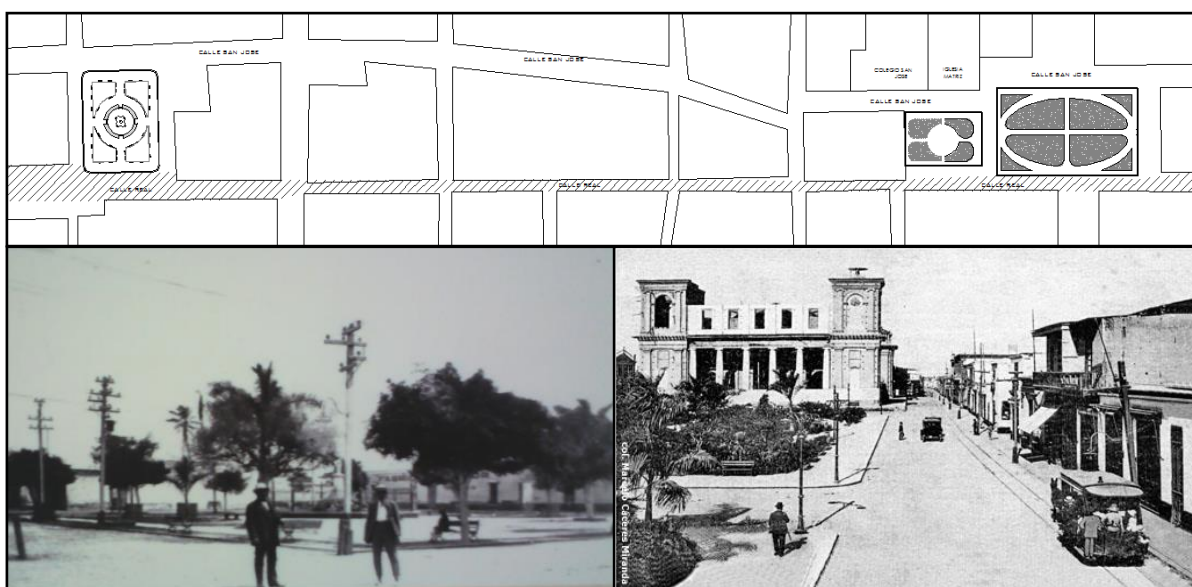 CALLE SAN JOSE
CALLE SAN JOSE
COLEGIO SAN
JOSE
IGLESIA
MATRIZ
CALLE SAN JOSE
CALLE SAN JOSE
CALLE REAL
CALLE REAL
CALLE REAL
col. Marcelo Cáceres Miranda